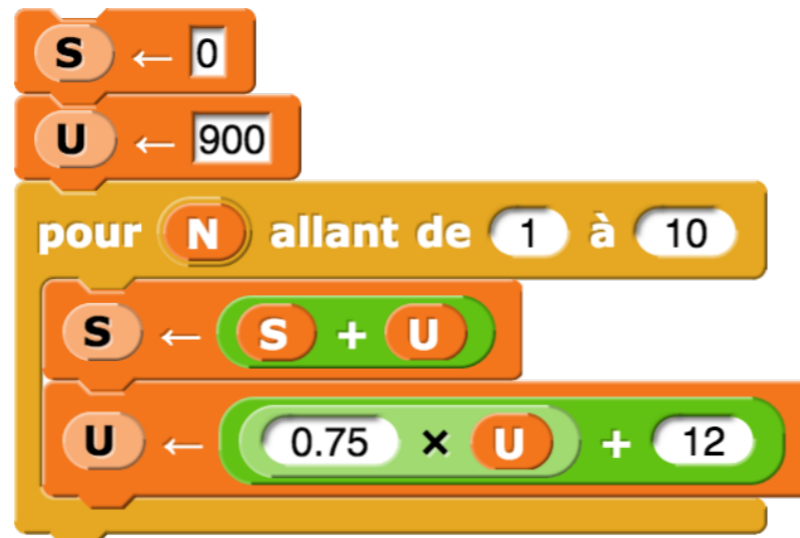 S ← 0
U ← 900
pour N allant de 1 à 10
S ← S + U
U ← 0.75 × U + 12